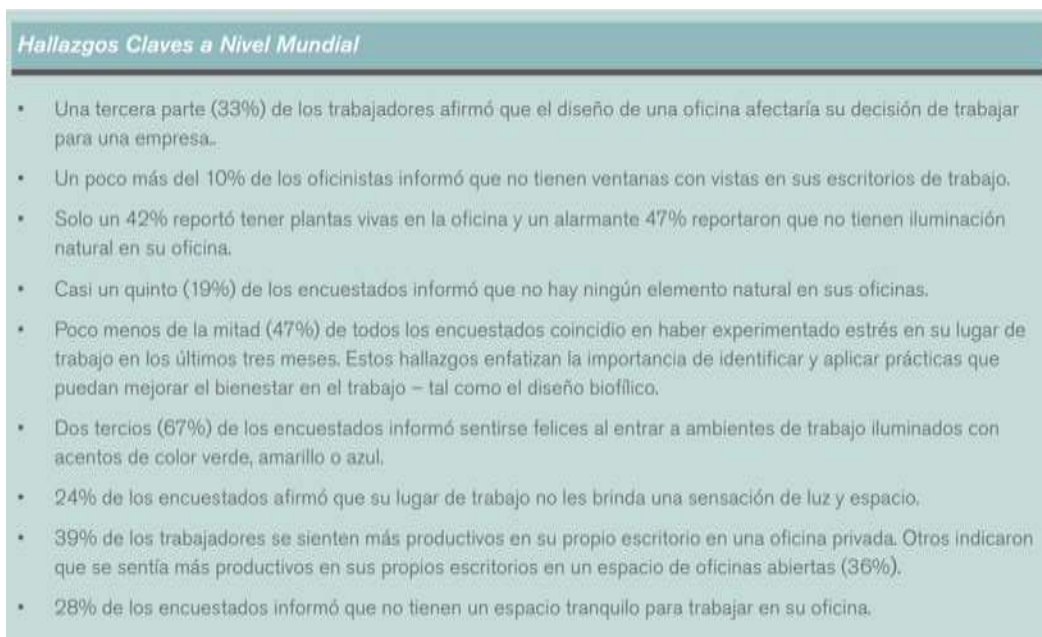 Hallazgos Claves a Nivel Mundial
• Una tercera parte (33%) de los trabajadores afirmó que el diseño de una oficina afectaría su decisión de trabajar
para una empresa..
• Un poco más del 10% de los oficinistas informó que no tienen ventanas con vistas en sus escritorios de trabajo.
• Solo un 42% reportó tener plantas vivas en la oficina y un alarmante 47% reportaron que no tienen iluminación
natural en su oficina.
• Casi un quinto (19%) de los encuestados informó que no hay ningún elemento natural en sus oficinas.
• Poco menos de la mitad (47%) de todos los encuestados coincidio en haber experimentado estrés en su lugar de
trabajo en los últimos tres meses. Estos hallazgos enfatizan la importancia de identificar y aplicar prácticas que
puedan mejorar el bienestar en el trabajo – tal como el diseño biofílico.
• Dos tercios (67%) de los encuestados informó sentirse felices al entrar a ambientes de trabajo iluminados con
acentos de color verde, amarillo o azul.
• 24% de los encuestados afirmó que su lugar de trabajo no les brinda una sensación de luz y espacio.
• 39% de los trabajadores se sienten más productivos en su propio escritorio en una oficina privada. Otros indicaron
que se sentía más productivos en sus propios escritorios en un espacio de oficinas abiertas (36%).
• 28% de los encuestados informó que no tienen un espacio tranquilo para trabajar en su oficina.